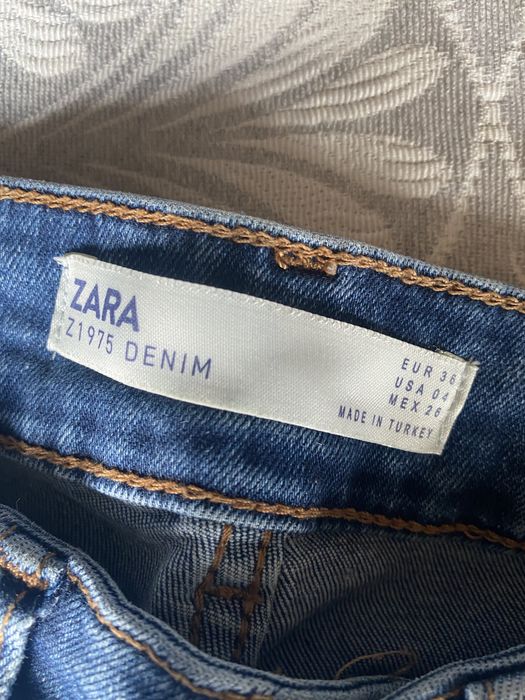 ZARA
Z1975 DENIM
EUR 36
USA 04
MEX 26
MADE IN TURKEY